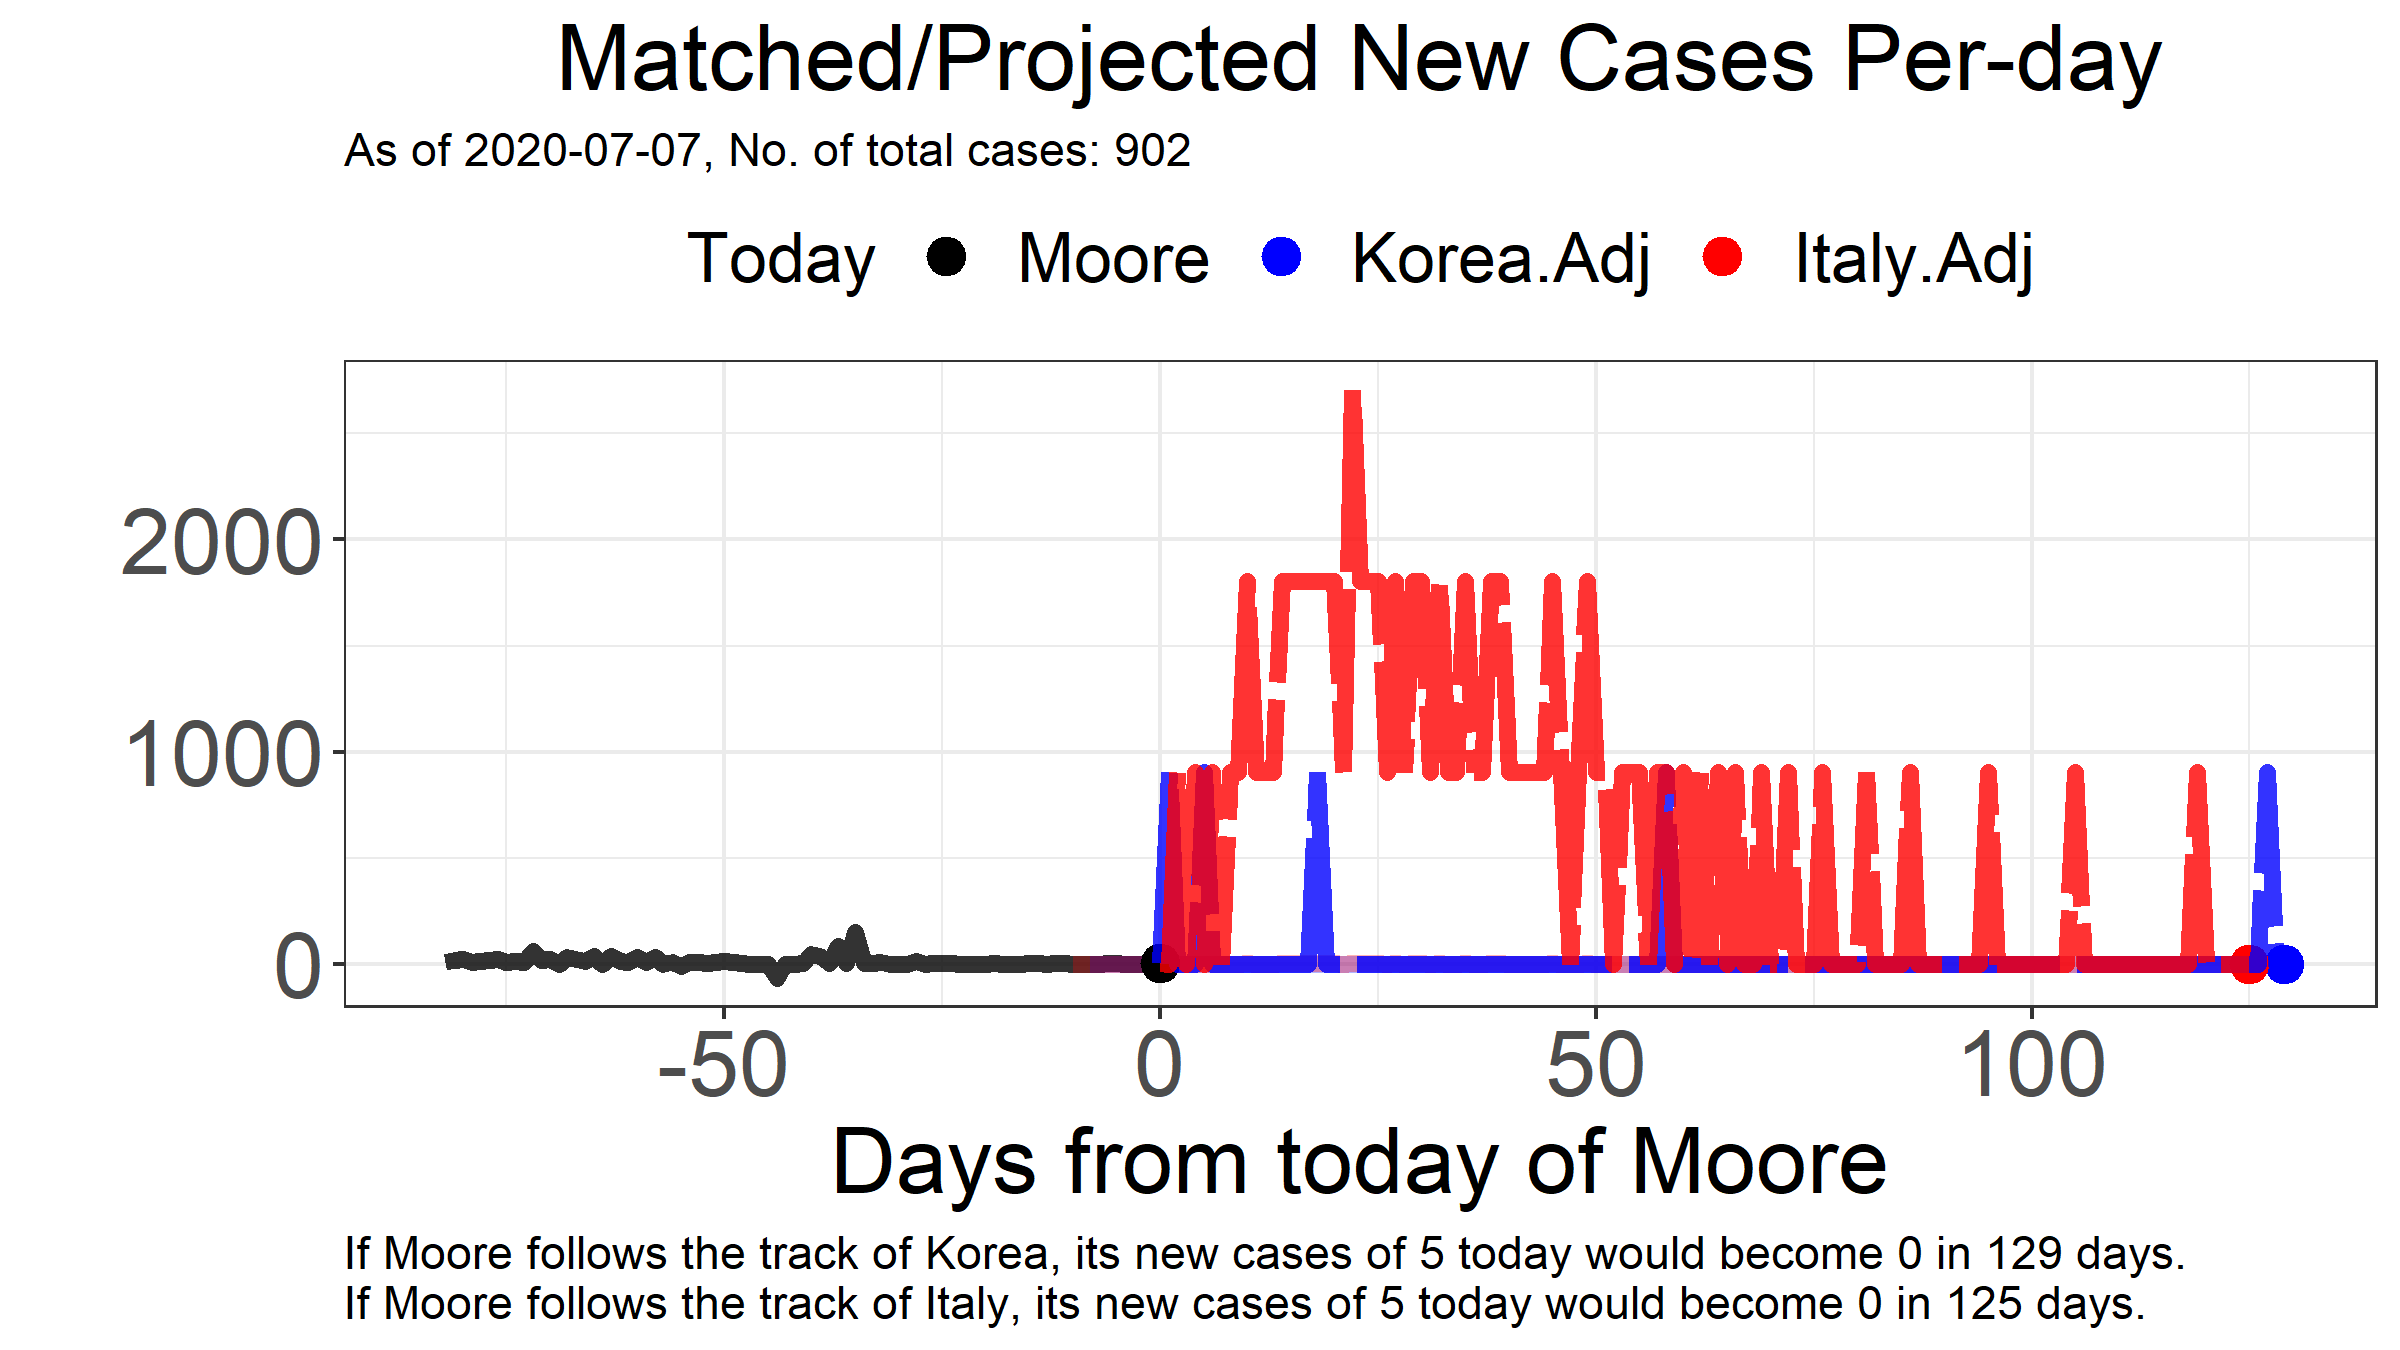 Matched/Projected New Cases Per-day
As of 2020-07-07, No. of total cases: 902
Today Moore Korea.Adj Italy.Adj
2000
1000
0
-50 0 50 100
Days from today of Moore
If Moore follows the track of Korea, its new cases of 5 today would become 0 in 129 days.
If Moore follows the track of Italy, its new cases of 5 today would become 0 in 125 days.